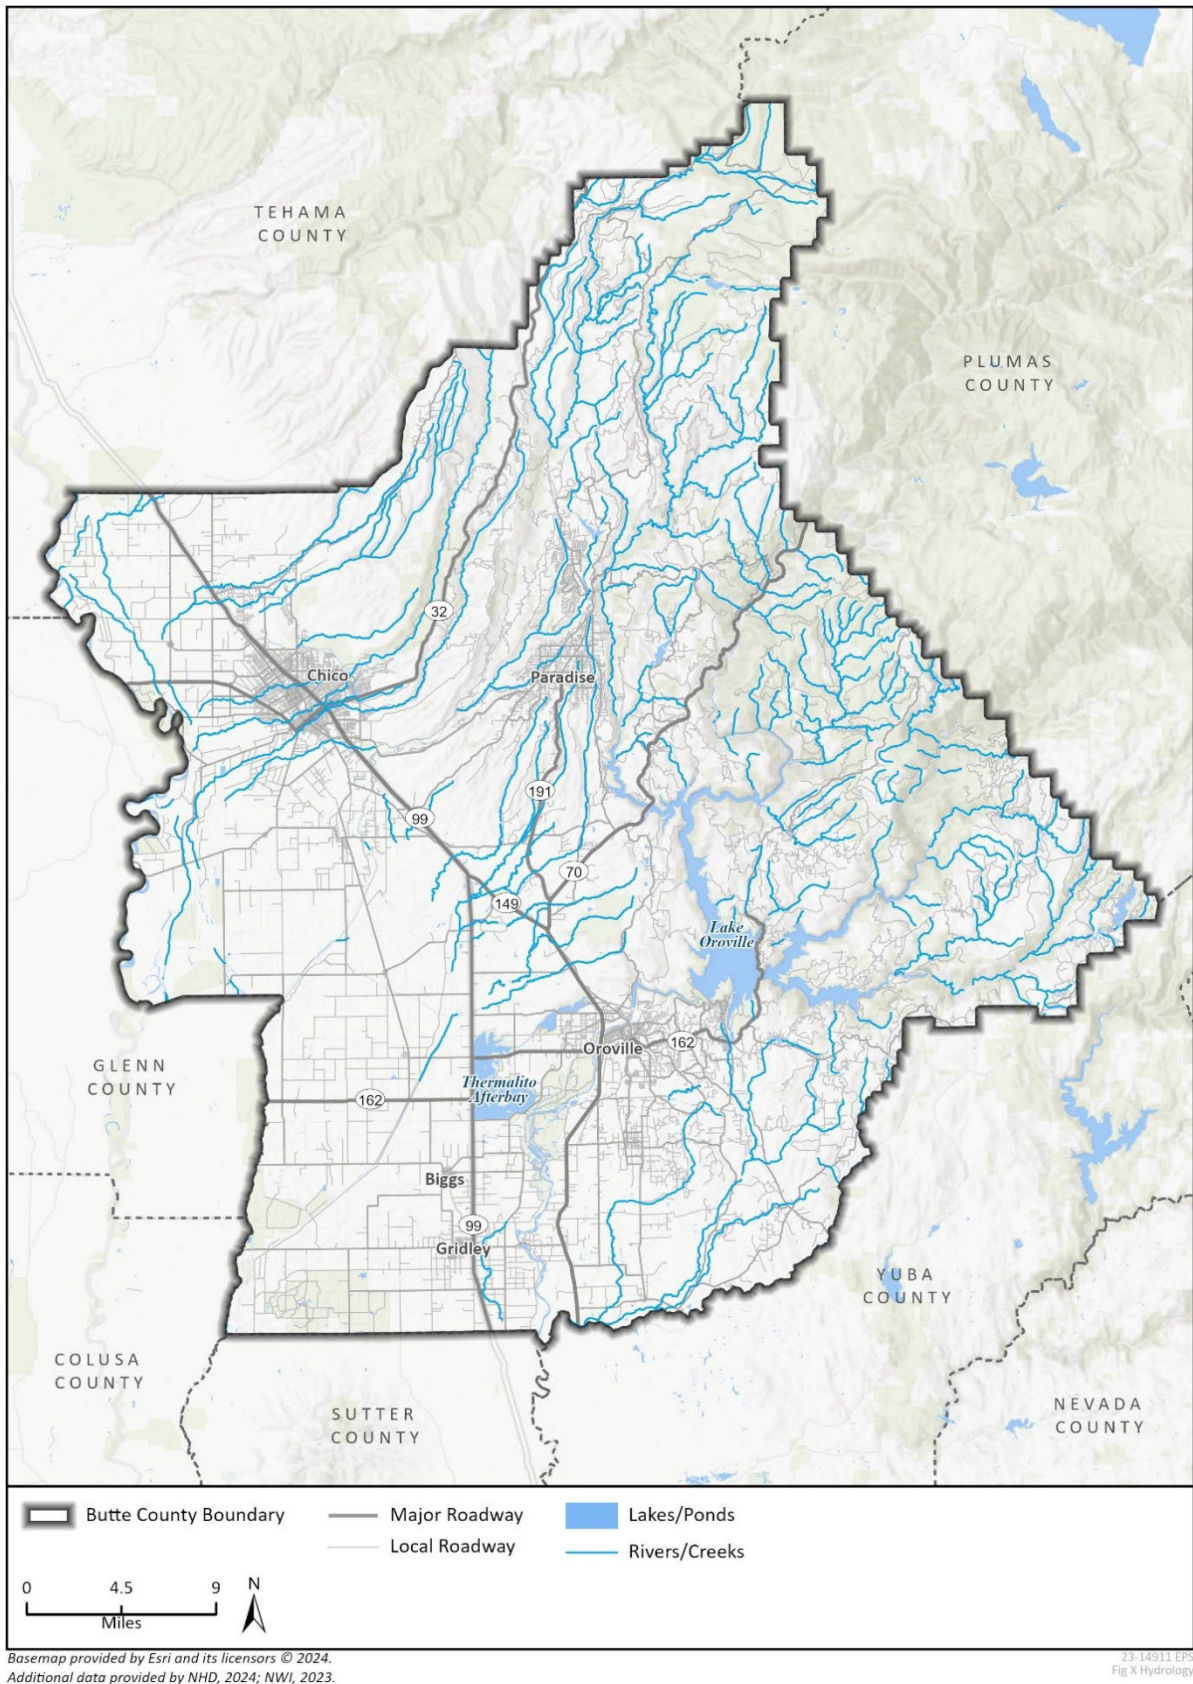 TEHAMA
COUNTY
PLUMAS
COUNTY
32
Chico
Paradise
191
99
70
149
Lake
Oroville
162
Oroville
GLENN
COUNTY
Thermalito
Afterbay
162
Biggs
99
Gridley
YUBA
COUNTY
COLUSA
COUNTY
SUTTER
COUNTY
NEVADA
COUNTY
Butte County Boundary
Major Roadway
Lakes/Ponds
Local Roadway
Rivers/Creeks
0 4.5 9
Miles
N
Basemap provided by Esri and its licensors © 2024.
Additional data provided by NHD, 2024; NWI, 2023.
23-14911 EPS
Fig X Hydrology